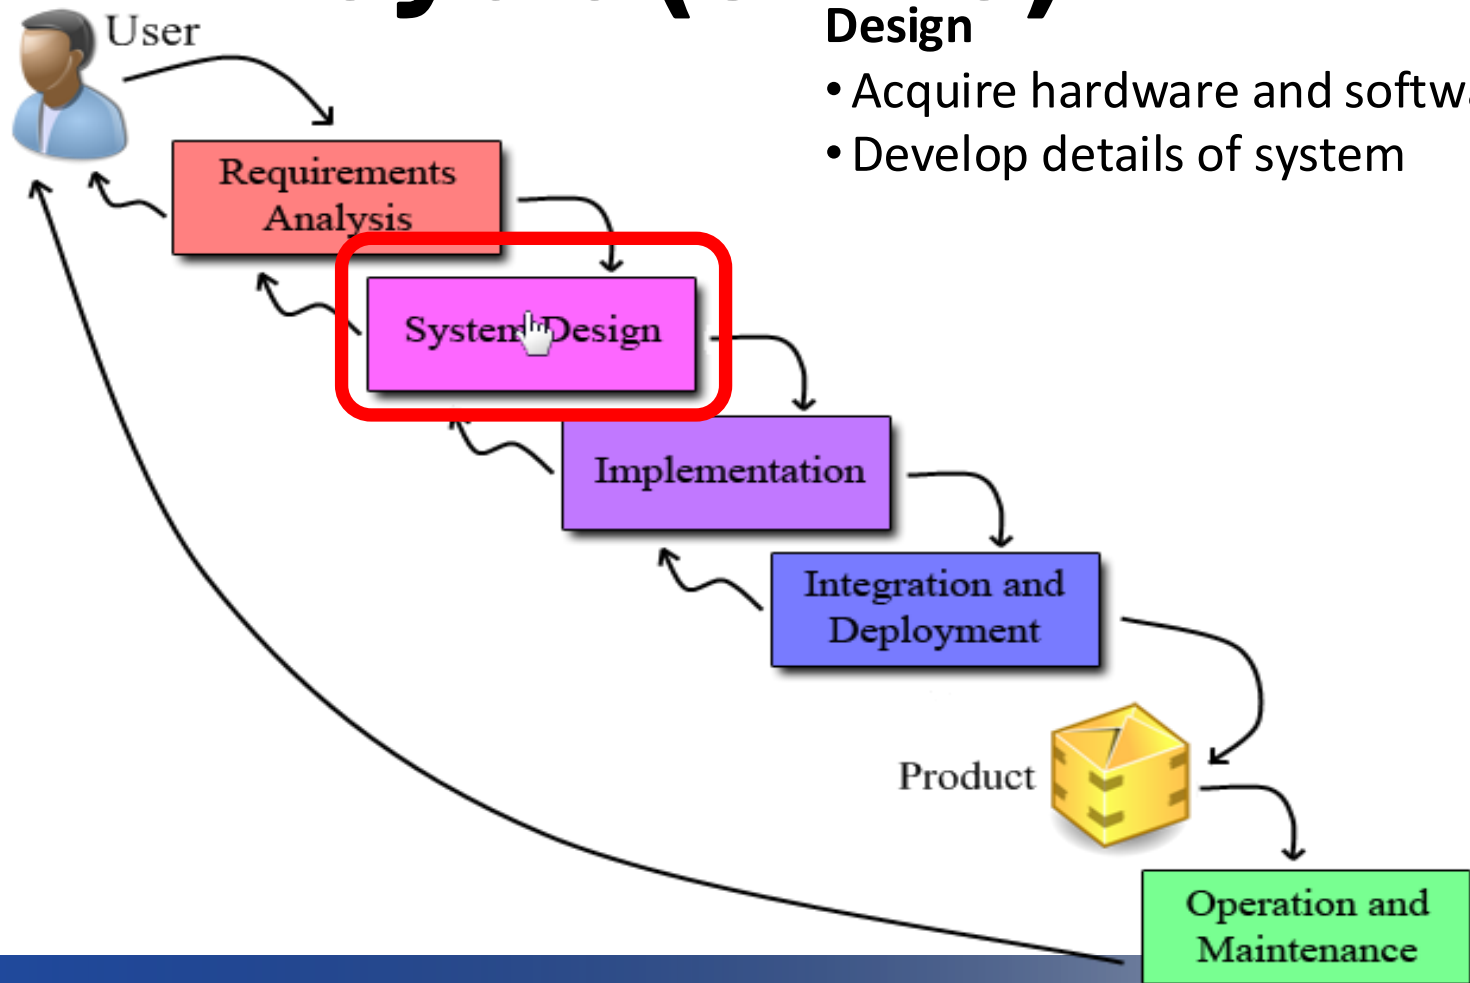 User
Design
• Acquire hardware and softwa
• Develop details of system
Requirements
Analysis
System Design
Implementation
Integration and
Deployment
Product
Operation and
Maintenance